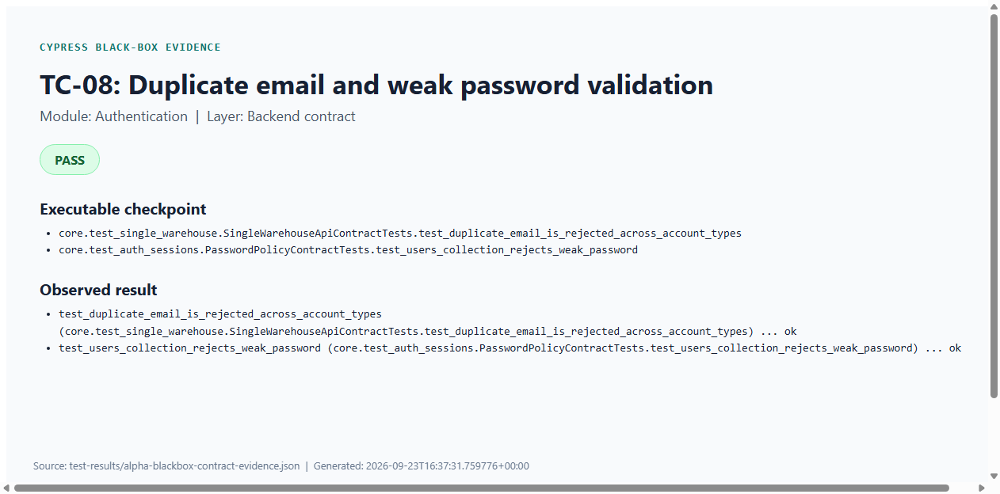 CYPRESS BLACK-BOX EVIDENCE
TC-08: Duplicate email and weak password validation
Module: Authentication | Layer: Backend contract
PASS
Executable checkpoint
• core.test_single_warehouse.SingleWarehouseApiContractTests.test_duplicate_email_is_rejected_across_account_types
• core.test_auth_sessions.PasswordPolicyContractTests.test_users_collection_rejects_weak_password
Observed result
• test_duplicate_email_is_rejected_across_account_types
(core.test_single_warehouse.SingleWarehouseApiContractTests.test_duplicate_email_is_rejected_across_account_types) ... ok
• test_users_collection_rejects_weak_password (core.test_auth_sessions.PasswordPolicyContractTests.test_users_collection_rejects_weak_password) ... ok
Source: test-results/alpha-blackbox-contract-evidence.json | Generated: 2026-09-23T16:37:31.759776+00:00